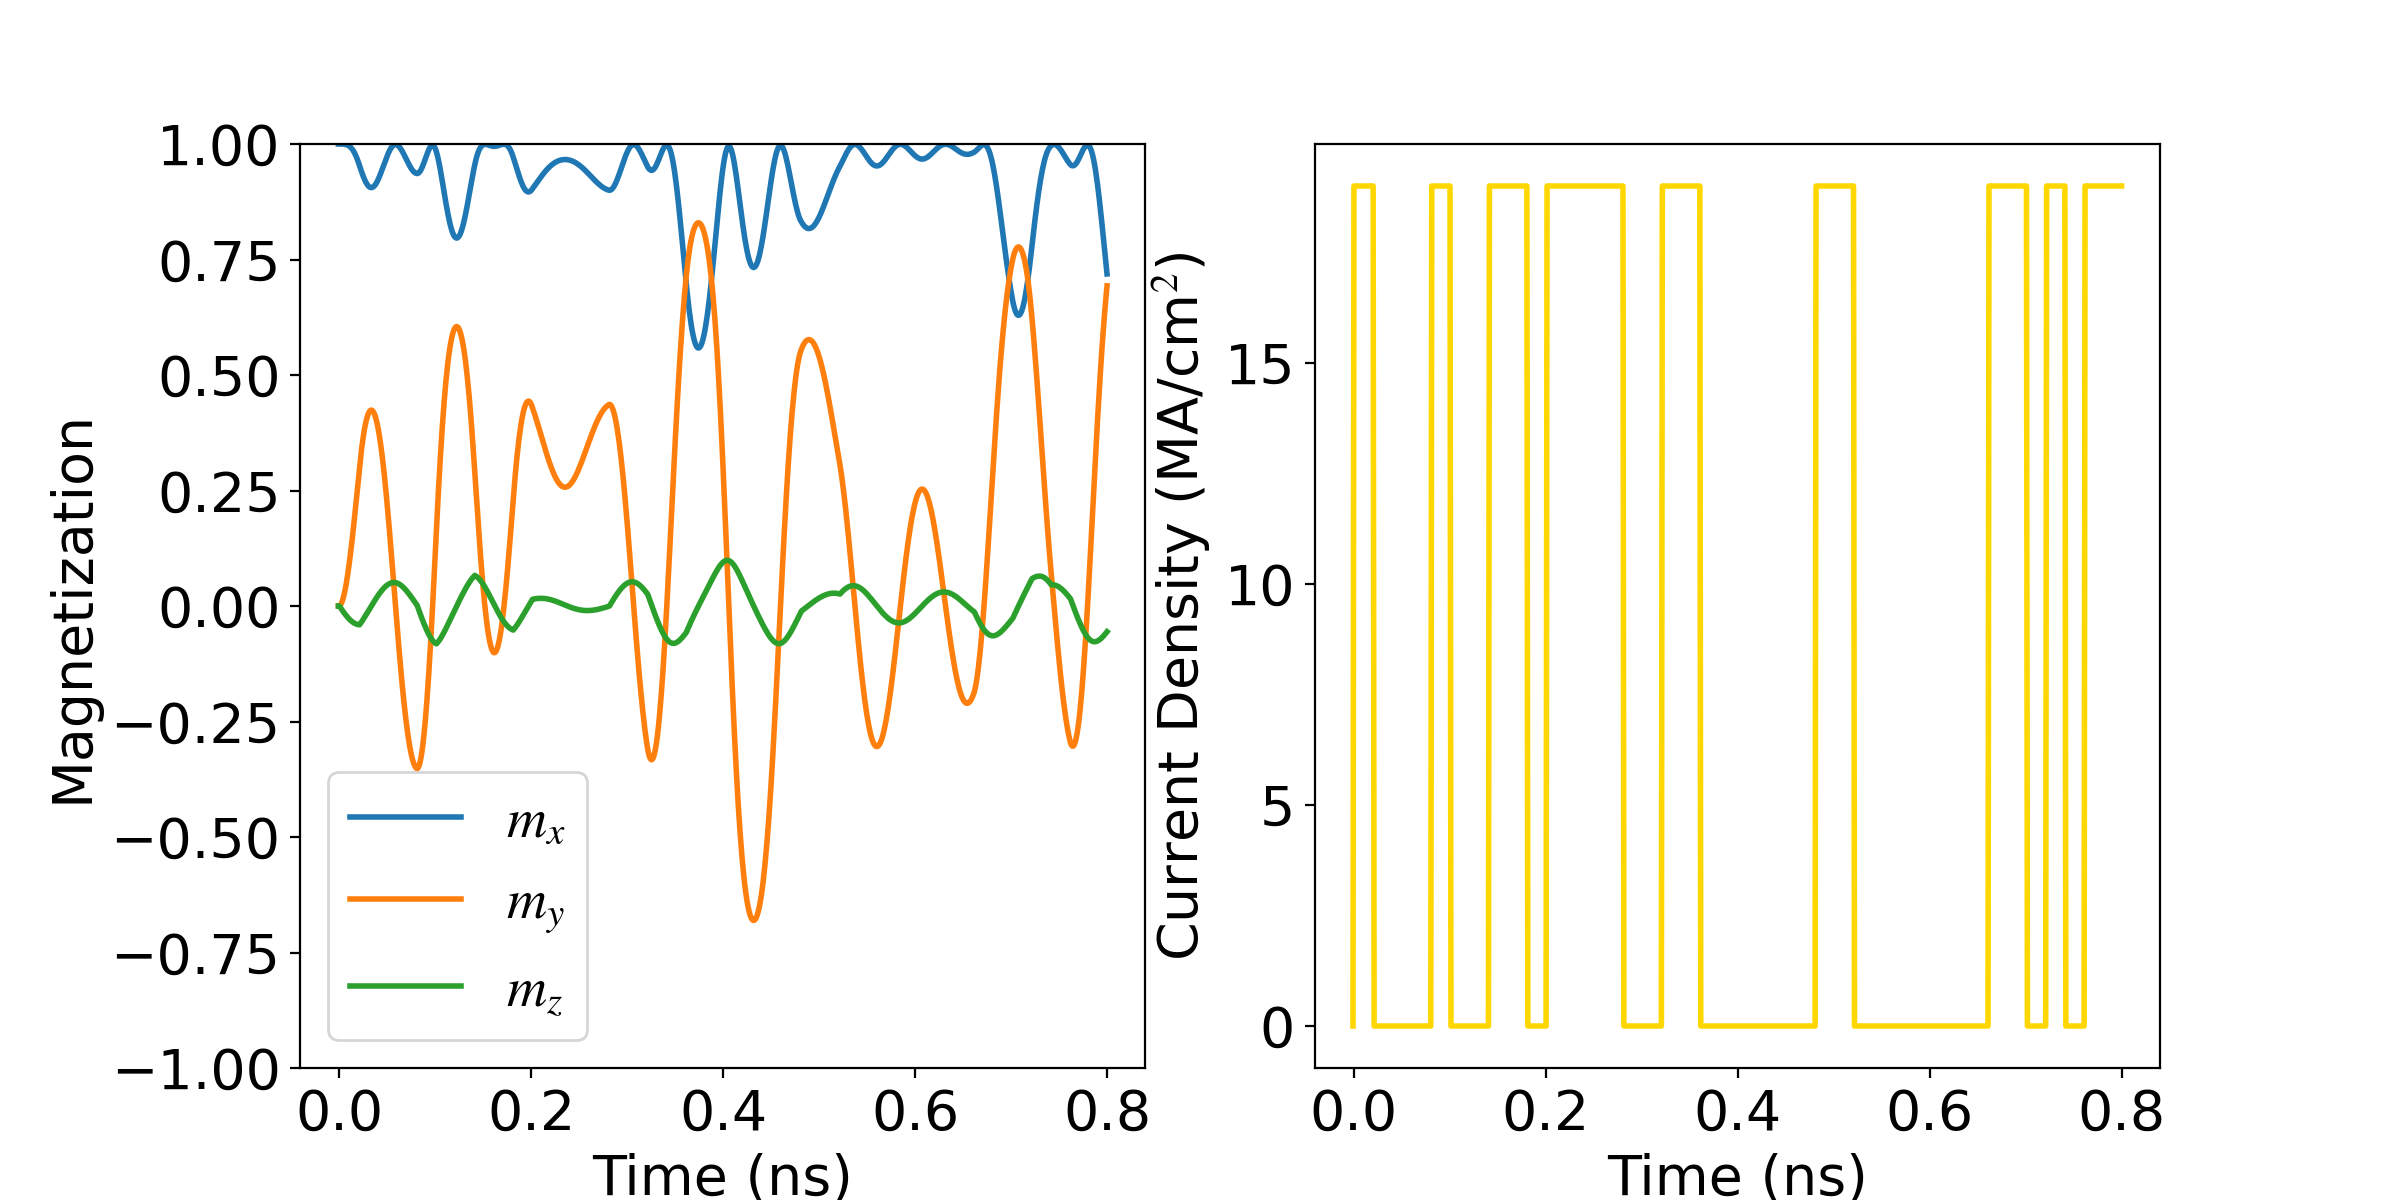 1.00
0.75
0.50
0.25
0.00
−0.25
−0.50
−0.75
−1.00
Magnetization
m_x
m_y
m_z
0.0 0.2 0.4 0.6 0.8
Time (ns)
15
10
5
0
Current Density (MA/cm²)
0.0 0.2 0.4 0.6 0.8
Time (ns)